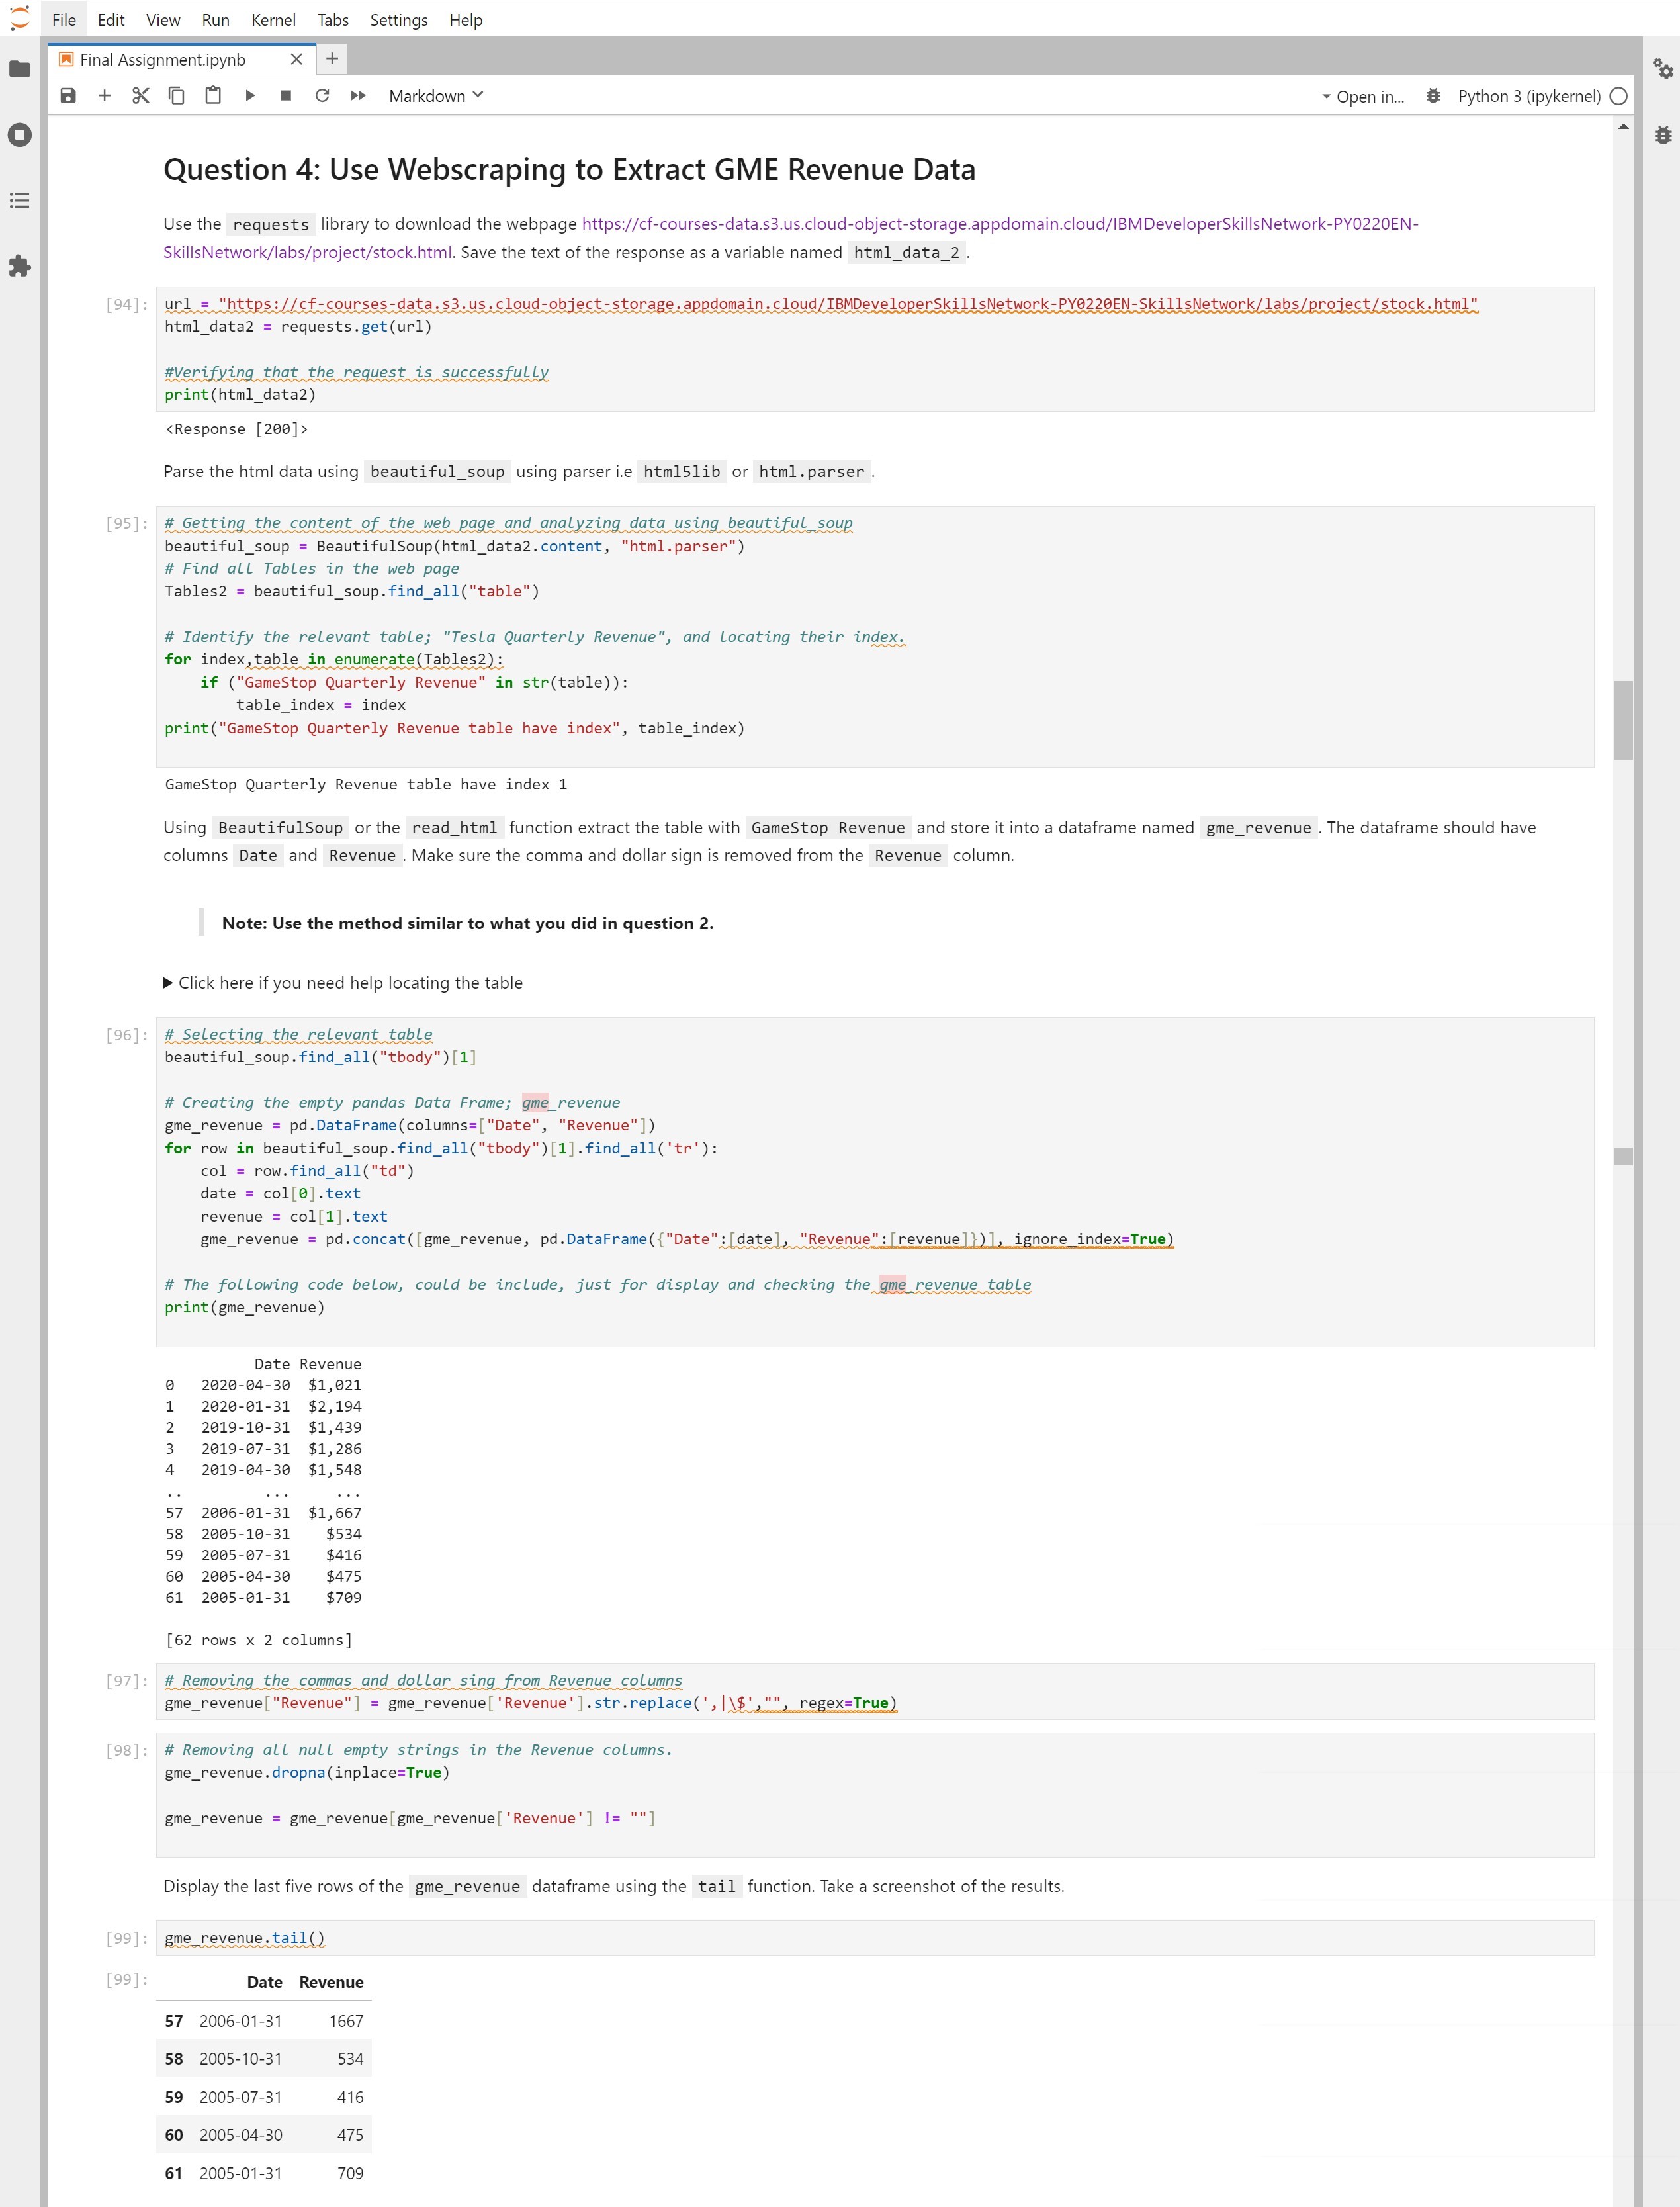 File Edit View Run Kernel Tabs Settings Help
Final Assignment.ipynb
Markdown
Open in...
Python 3 (ipykernel)
Question 4: Use Webscraping to Extract GME Revenue Data
Use the requests library to download the webpage https://cf-courses-data.s3.us.cloud-object-storage.appdomain.cloud/IBMDeveloperSkillsNetwork-PY0220EN-
SkillsNetwork/labs/project/stock.html. Save the text of the response as a variable named html_data_2 .
[94]:
url = "https://cf-courses-data.s3.us.cloud-object-storage.appdomain.cloud/IBMDeveloperSkillsNetwork-PY0220EN-SkillsNetwork/labs/project/stock.html"
html_data2 = requests.get(url)
#Verifying that the request is successfully
print(html_data2)
<Response [200]>
Parse the html data using beautiful_soup using parser i.e html5lib or html.parser .
[95]:
# Getting the content of the web page and analyzing data using beautiful_soup
beautiful_soup = BeautifulSoup(html_data2.content, "html.parser")
# Find all Tables in the web page
Tables2 = beautiful_soup.find_all("table")
# Identify the relevant table; "Tesla Quarterly Revenue", and locating their index.
for index,table in enumerate(Tables2):
    if ("GameStop Quarterly Revenue" in str(table)):
        table_index = index
print("GameStop Quarterly Revenue table have index", table_index)
GameStop Quarterly Revenue table have index 1
Using BeautifulSoup or the read_html function extract the table with GameStop Revenue and store it into a dataframe named gme_revenue . The dataframe should have
columns Date and Revenue . Make sure the comma and dollar sign is removed from the Revenue column.
Note: Use the method similar to what you did in question 2.
Click here if you need help locating the table
[96]:
# Selecting the relevant table
beautiful_soup.find_all("tbody")[1]
# Creating the empty pandas Data Frame; gme_revenue
gme_revenue = pd.DataFrame(columns=["Date", "Revenue"])
for row in beautiful_soup.find_all("tbody")[1].find_all('tr'):
    col = row.find_all("td")
    date = col[0].text
    revenue = col[1].text
    gme_revenue = pd.concat([gme_revenue, pd.DataFrame({"Date":[date], "Revenue":[revenue]})], ignore_index=True)
# The following code below, could be include, just for display and checking the gme_revenue table
print(gme_revenue)
Date Revenue
0 2020-04-30 $1,021
1 2020-01-31 $2,194
2 2019-10-31 $1,439
3 2019-07-31 $1,286
4 2019-04-30 $1,548
.. ... ...
57 2006-01-31 $1,667
58 2005-10-31 $534
59 2005-07-31 $416
60 2005-04-30 $475
61 2005-01-31 $709
[62 rows x 2 columns]
[97]:
# Removing the commas and dollar sing from Revenue columns
gme_revenue["Revenue"] = gme_revenue['Revenue'].str.replace(',|\$',"", regex=True)
[98]:
# Removing all null empty strings in the Revenue columns.
gme_revenue.dropna(inplace=True)
gme_revenue = gme_revenue[gme_revenue['Revenue'] != ""]
Display the last five rows of the gme_revenue dataframe using the tail function. Take a screenshot of the results.
[99]:
gme_revenue.tail()
[99]:
Date Revenue
57 2006-01-31 1667
58 2005-10-31 534
59 2005-07-31 416
60 2005-04-30 475
61 2005-01-31 709